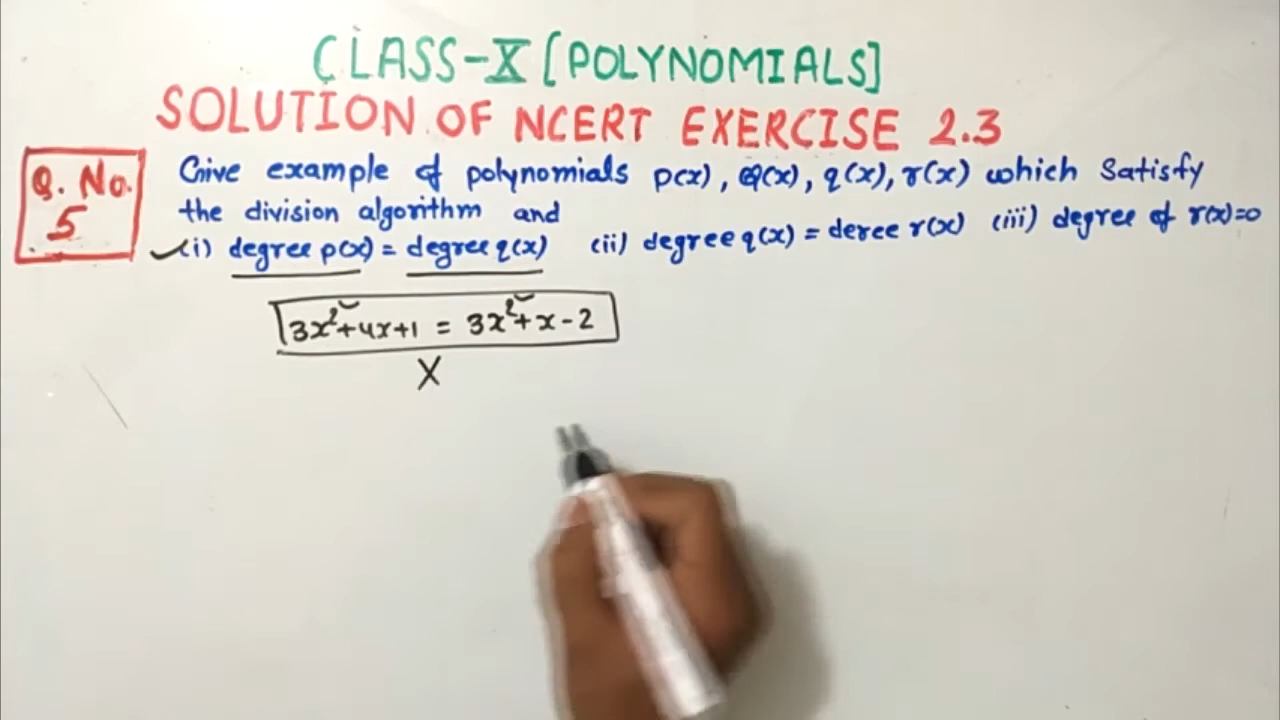 CLASS-X [POLYNOMIALS]
SOLUTION OF NCERT EXERCISE 2.3
Q. No. 5
Give example of polynomials p(x), g(x), q(x), r(x) which Satisfy
the division algorithm and
(i) degree p(x) = degree q(x) (ii) degree q(x) = deree r(x) (iii) degree of r(x)=0
3x²+4x+1 = 3x²+x-2
X